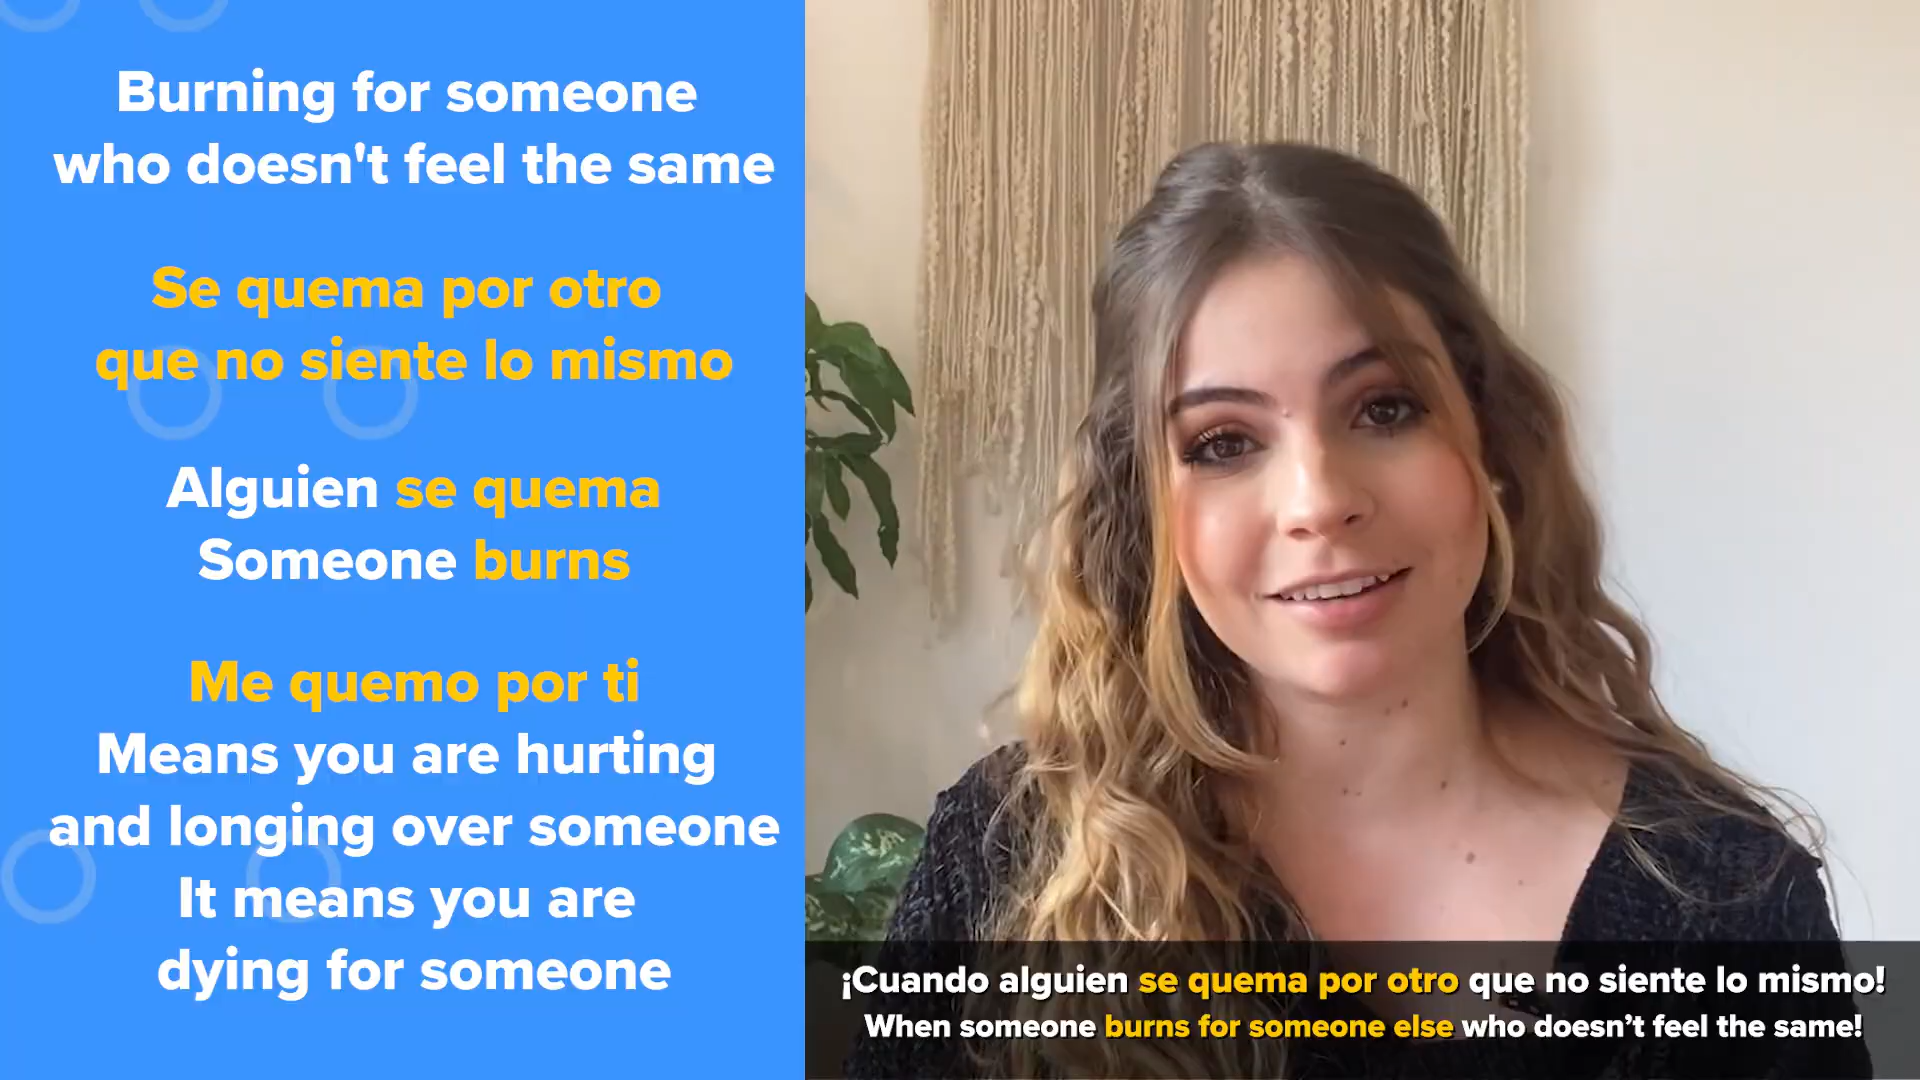 Burning for someone
who doesn't feel the same
Se quema por otro
que no siente lo mismo
Alguien se quema
Someone burns
Me quemo por ti
Means you are hurting
and longing over someone
It means you are
dying for someone
¡Cuando alguien se quema por otro que no siente lo mismo!
When someone burns for someone else who doesn’t feel the same!